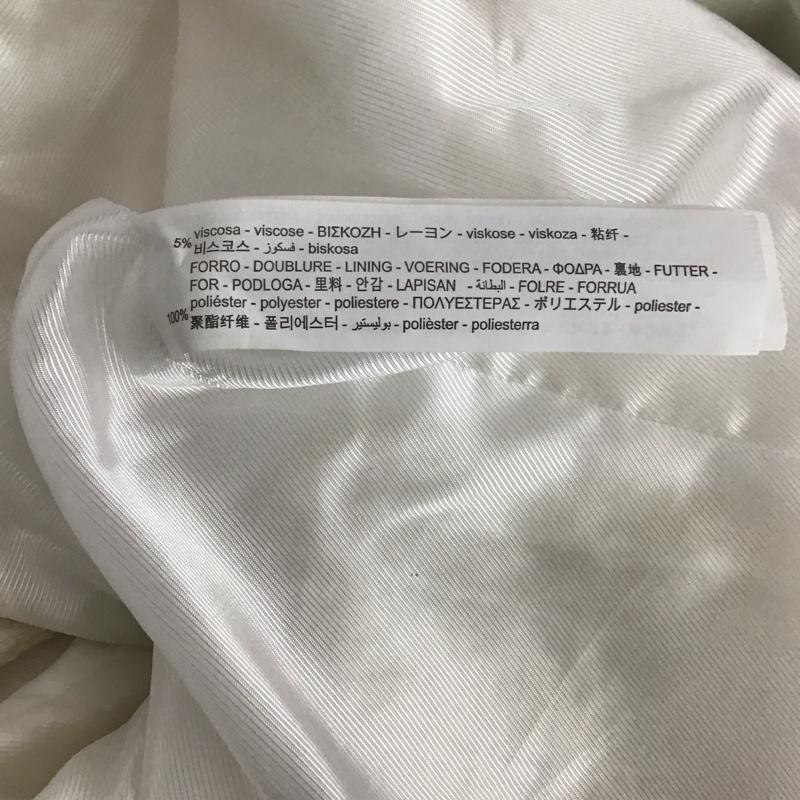 5% viscosa - viscose - ΒΙΣΚΟΖΗ - レーヨン - viskose - viskoza - 粘纤 -
비스코스 - فسكوز - biskosa
FORRO - DOUBLURE - LINING - VOERING - FODERA - ΦΟΔΡΑ - 裏地 - FUTTER -
FOR - PODLOGA - 里料 - 안감 - LAPISAN - البطانة - FOLRE - FORRUA
100% poliéster - polyester - poliestere - ΠΟΛΥΕΣΤΕΡΑΣ - ポリエステル - poliester -
聚酯纤维 - 폴리에스터 - بوليستير - polièster - poliesterra